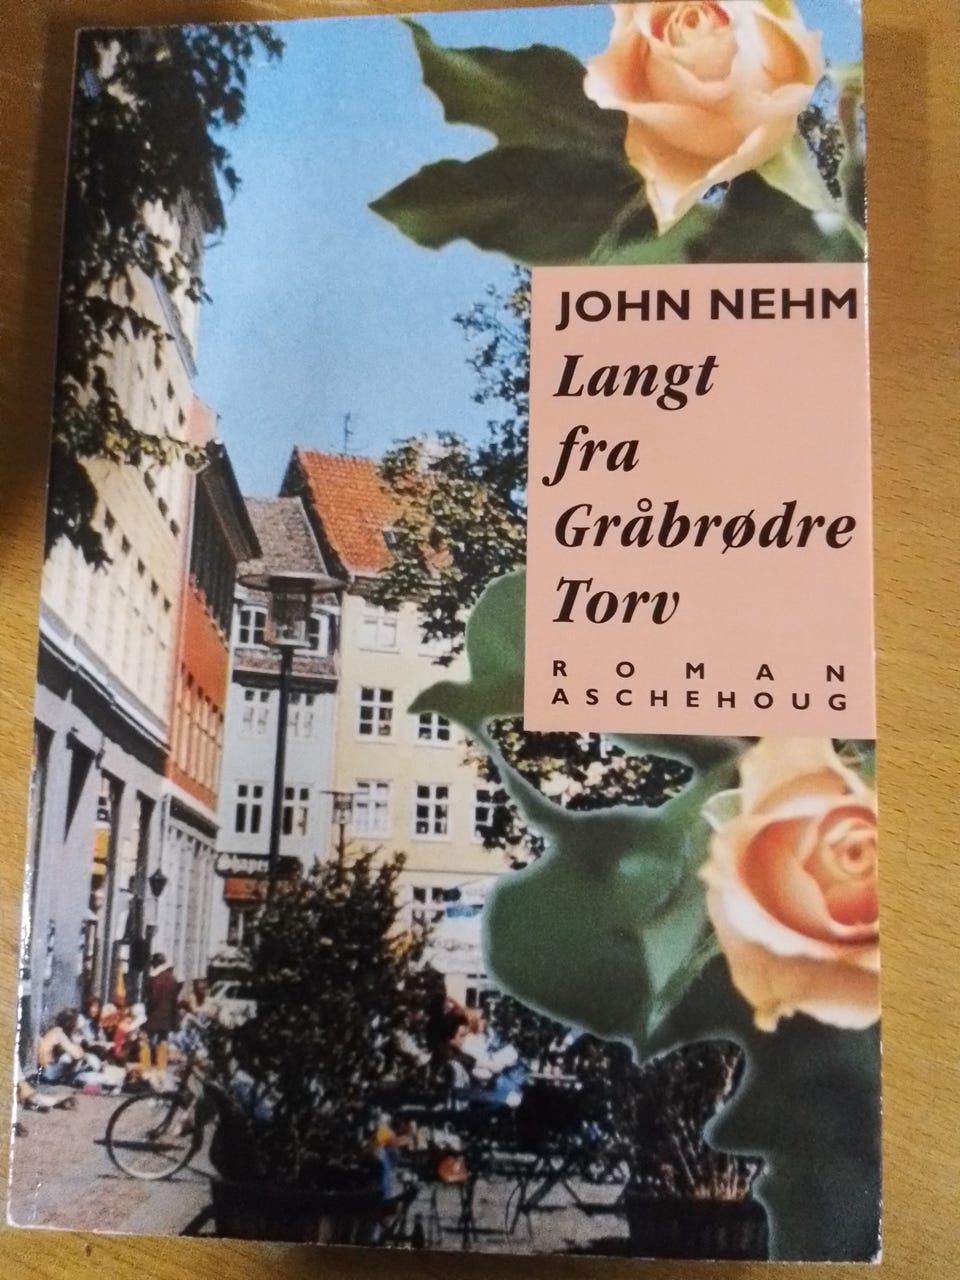 JOHN NEHM
Langt
fra
Gråbrødre
Torv
ROMAN
ASCHEHOUG